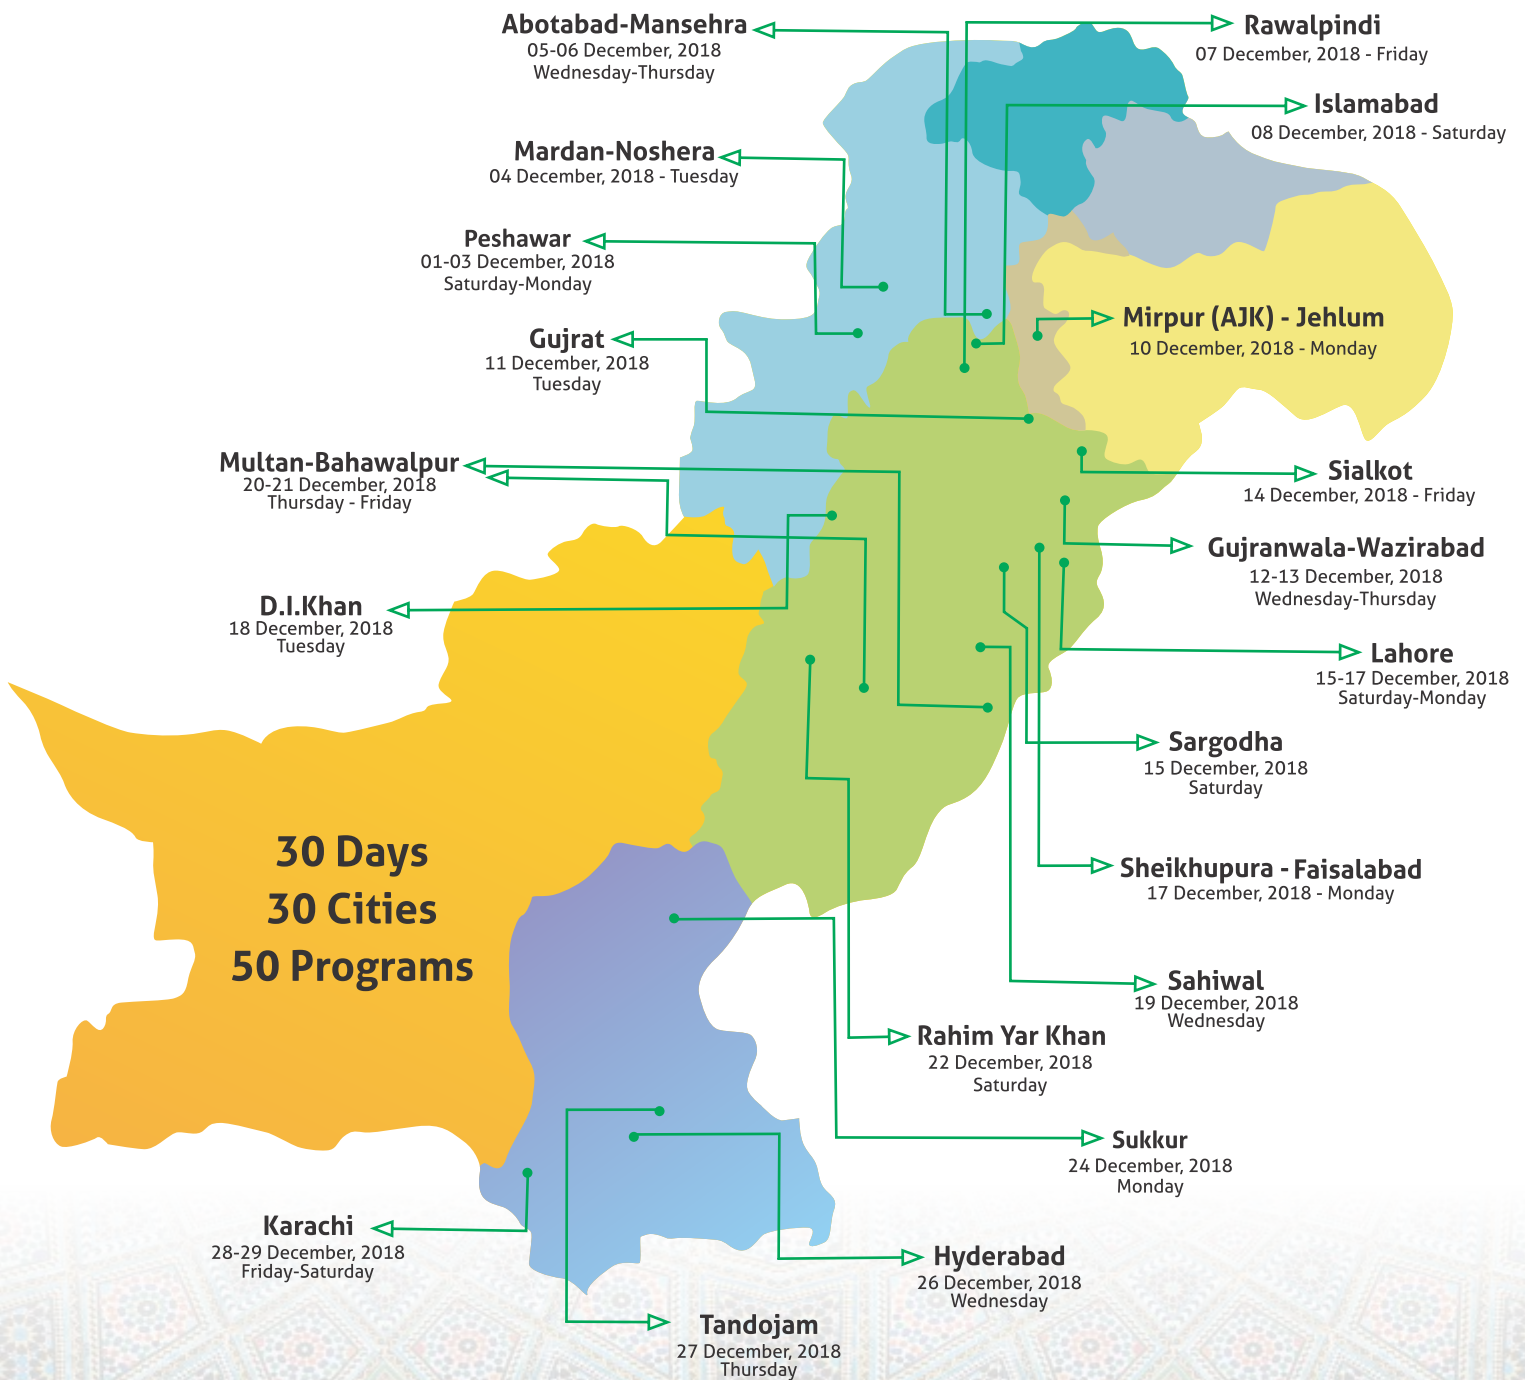 Abotabad-Mansehra
05-06 December, 2018
Wednesday-Thursday
Rawalpindi
07 December, 2018 - Friday
Islamabad
08 December, 2018 - Saturday
Mardan-Noshera
04 December, 2018 - Tuesday
Peshawar
01-03 December, 2018
Saturday-Monday
Mirpur (AJK) - Jehlum
10 December, 2018 - Monday
Gujrat
11 December, 2018
Tuesday
Multan-Bahawalpur
20-21 December, 2018
Thursday - Friday
Sialkot
14 December, 2018 - Friday
Gujranwala-Wazirabad
12-13 December, 2018
Wednesday-Thursday
D.I.Khan
18 December, 2018
Tuesday
Lahore
15-17 December, 2018
Saturday-Monday
Sargodha
15 December, 2018
Saturday
30 Days
30 Cities
50 Programs
Sheikhupura - Faisalabad
17 December, 2018 - Monday
Sahiwal
19 December, 2018
Wednesday
Rahim Yar Khan
22 December, 2018
Saturday
Sukkur
24 December, 2018
Monday
Karachi
28-29 December, 2018
Friday-Saturday
Hyderabad
26 December, 2018
Wednesday
Tandojam
27 December, 2018
Thursday